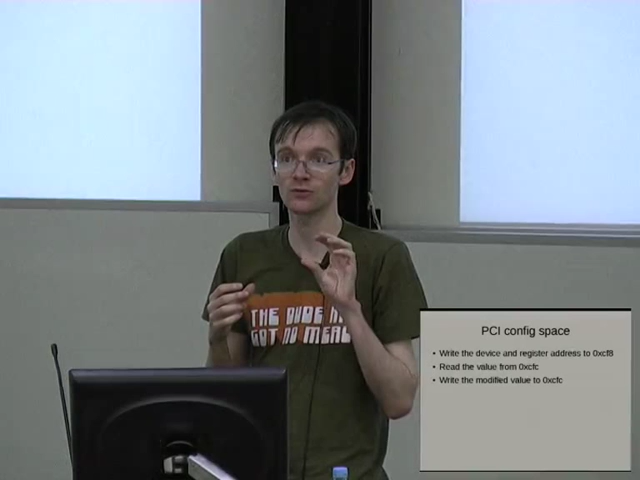 THE DUDE
GOT NO
PCI config space
• Write the device and register address to 0xcf8
• Read the value from 0xcfc
• Write the modified value to 0xcfc